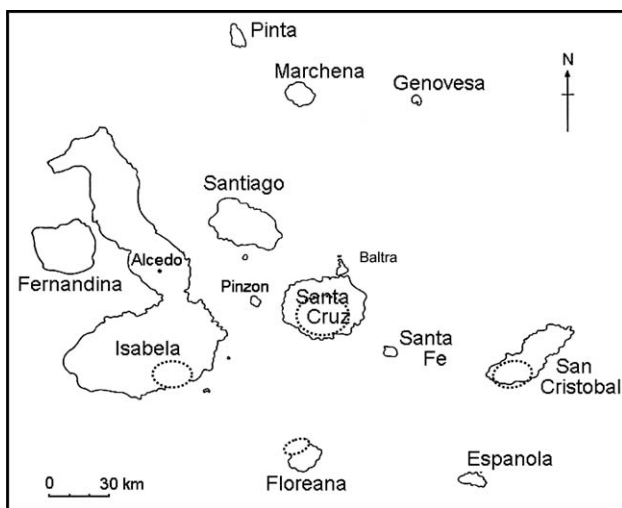 Pinta
Marchena
Genovesa
N
Santiago
Alcedo
Baltra
Fernandina
Pinzon
Santa
Cruz
Isabela
Santa
Fe
San
Cristobal
Floreana
Espanola
0 30 km